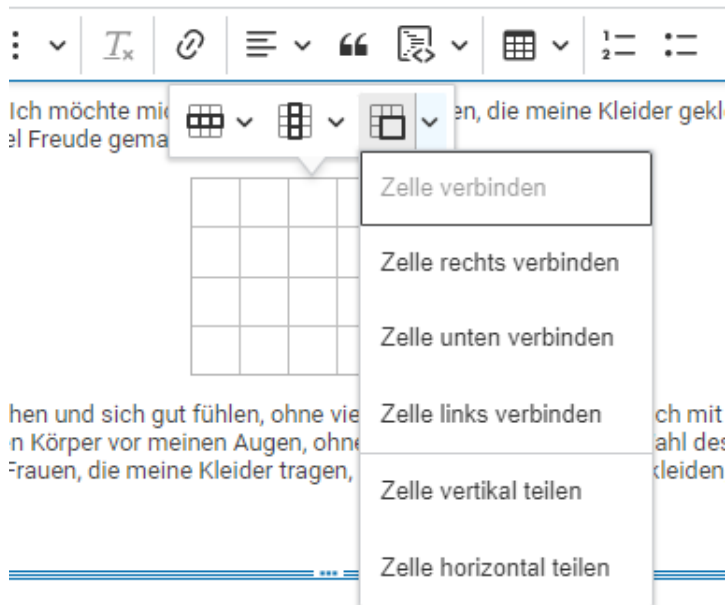 Ich möchte en, die meine Kleider
el Freude gema
Zelle verbinden
Zelle rechts verbinden
Zelle unten verbinden
Zelle links verbinden
Zelle vertikal teilen
Zelle horizontal teilen
hen und sich gut fühlen, ohne vie ch mit
n Körper vor meinen Augen, ohne ahl des
Frauen, die meine Kleider tragen, kleiden